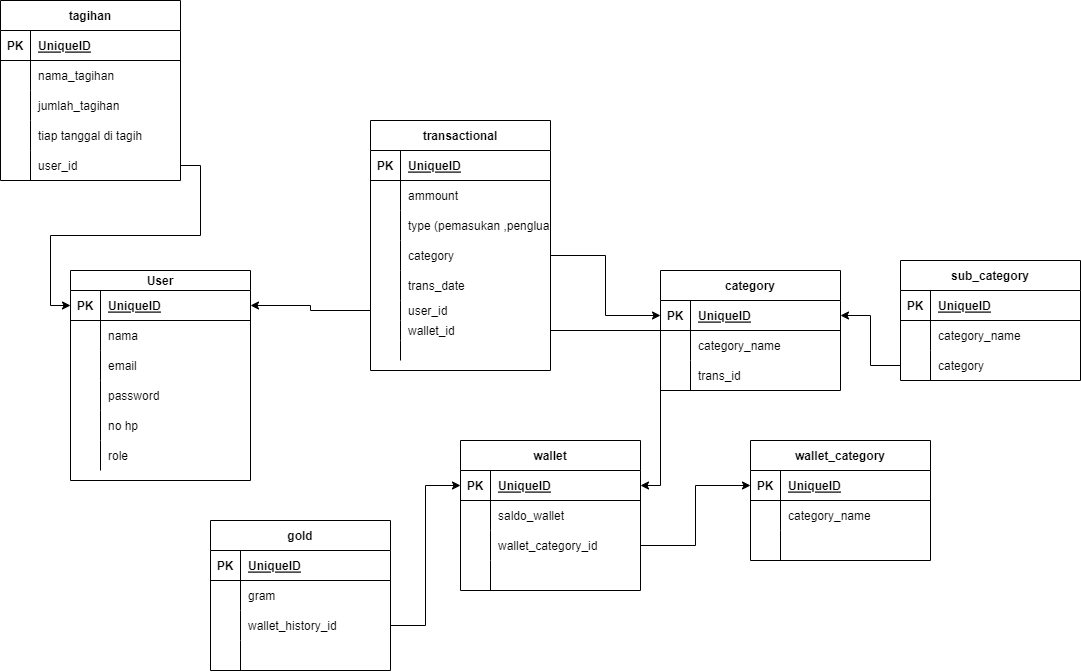 tagihan
PK UniqueID
nama_tagihan
jumlah_tagihan
tiap tanggal di tagih
user_id
transactional
PK UniqueID
ammount
type (pemasukan ,penglua
category
trans_date
user_id
wallet_id
User
PK UniqueID
nama
email
password
no hp
role
category
PK UniqueID
category_name
trans_id
sub_category
PK UniqueID
category_name
category
wallet
PK UniqueID
saldo_wallet
wallet_category_id
wallet_category
PK UniqueID
category_name
gold
PK UniqueID
gram
wallet_history_id